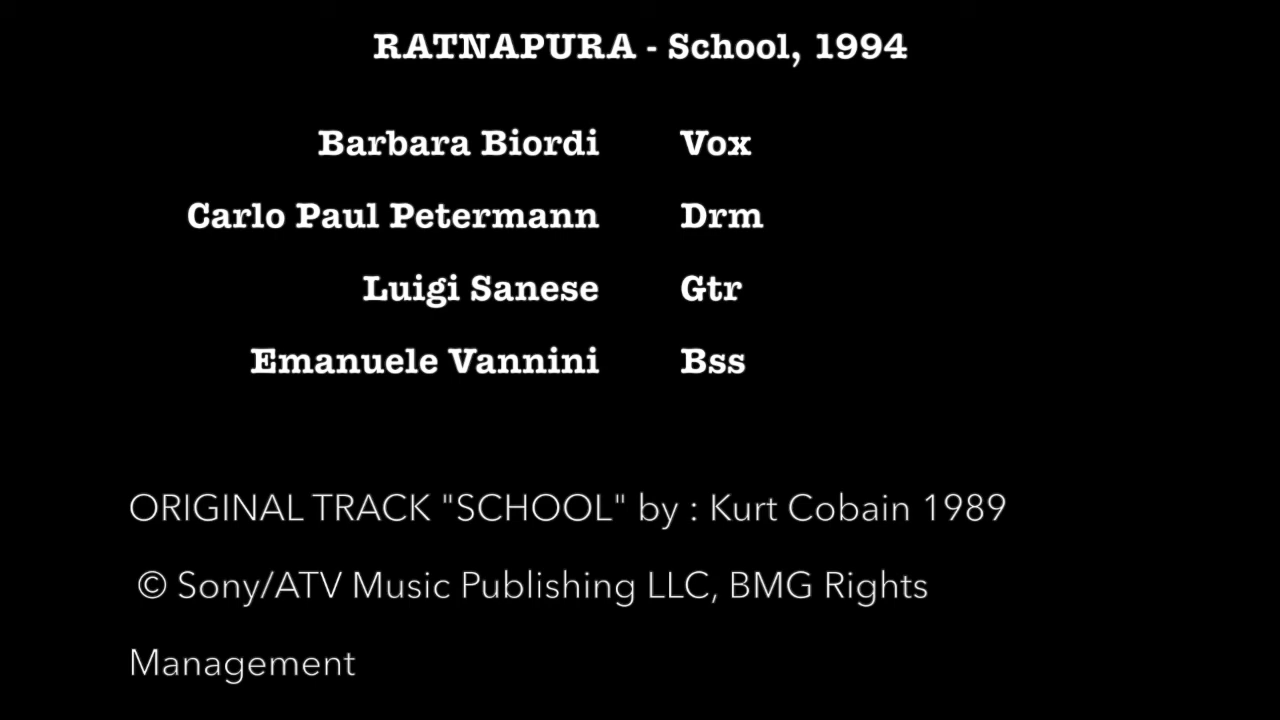 RATNAPURA - School, 1994
Barbara Biordi Vox
Carlo Paul Petermann Drm
Luigi Sanese Gtr
Emanuele Vannini Bss
ORIGINAL TRACK "SCHOOL" by : Kurt Cobain 1989
© Sony/ATV Music Publishing LLC, BMG Rights
Management